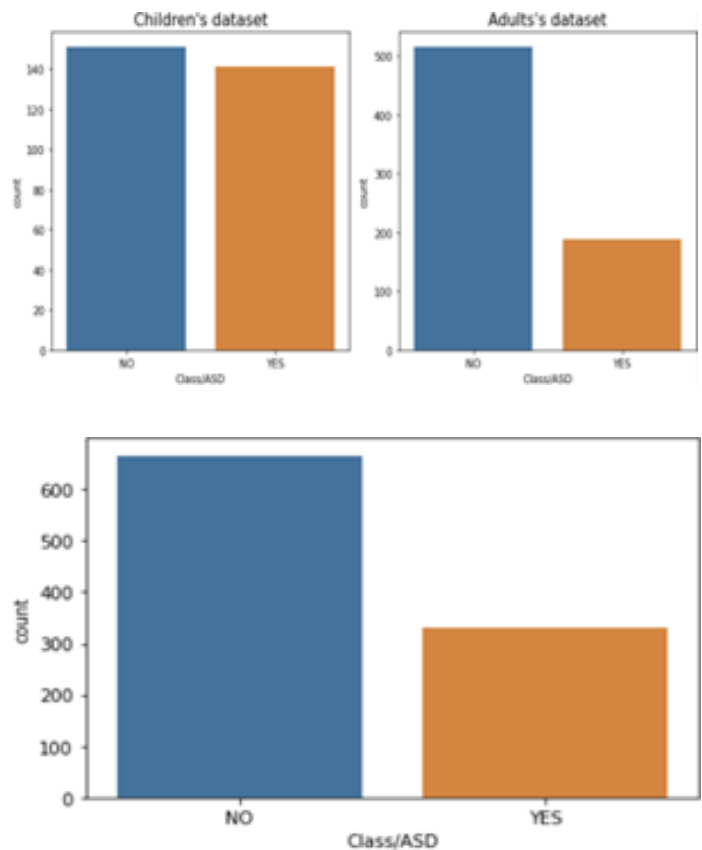 Children's dataset
140
120
100
80
60
40
20
0
count
NO YES
Class/ASD
Adults's dataset
500
400
300
200
100
0
count
NO YES
Class/ASD
600
500
400
300
200
100
0
count
NO YES
Class/ASD